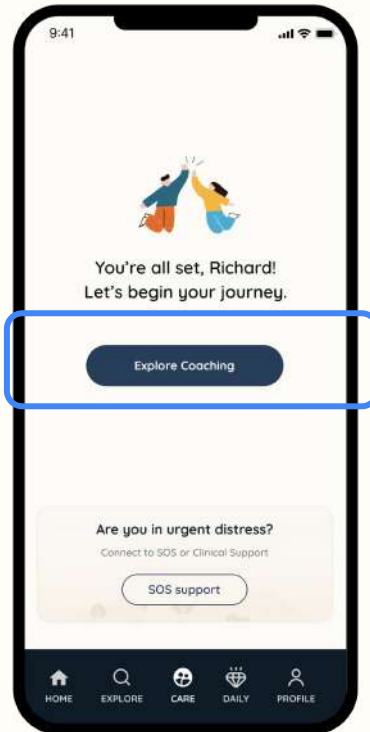 9:41
You're all set, Richard!
Let's begin your journey.
Explore Coaching
Are you in urgent distress?
Connect to SOS or Clinical Support
SOS support
HOME EXPLORE CARE DAILY PROFILE